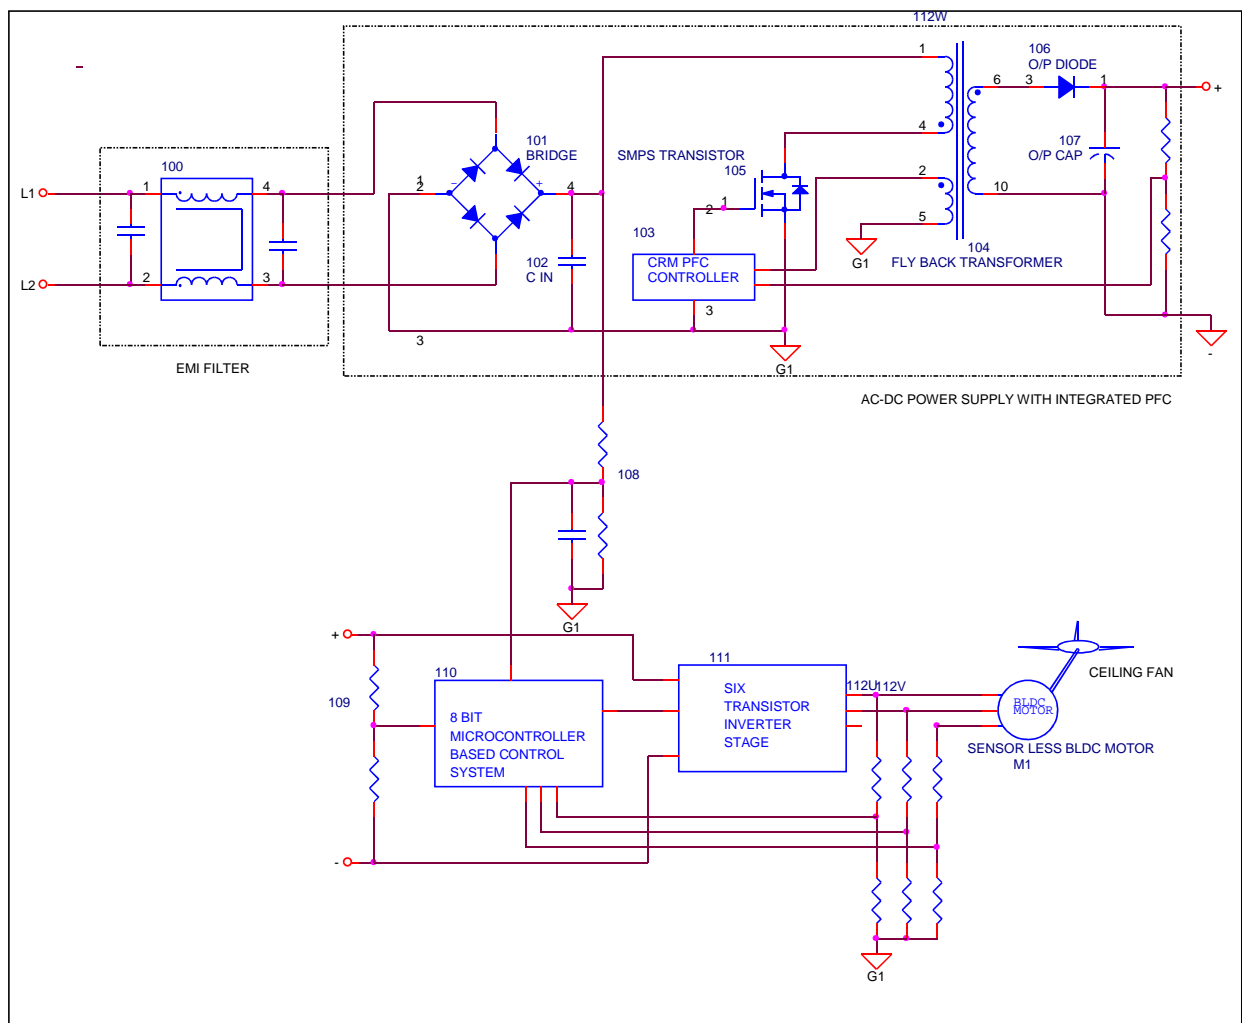 112W
1
106
O/P DIODE
6
3
1
+
101
BRIDGE
4
107
O/P CAP
SMPS TRANSISTOR
105
100
1
2
-
+
4
2
10
L1
1
4
2
1
5
103
CRM PFC
CONTROLLER
G1
104
FLY BACK TRANSFORMER
102
C IN
L2
2
3
3
3
G1
-
EMI FILTER
AC-DC POWER SUPPLY WITH INTEGRATED PFC
108
G1
+
110
111
112U
112V
CEILING FAN
109
8 BIT
MICROCONTROLLER
BASED CONTROL
SYSTEM
SIX
TRANSISTOR
INVERTER
STAGE
BLDC
MOTOR
SENSOR LESS BLDC MOTOR
M1
-
G1